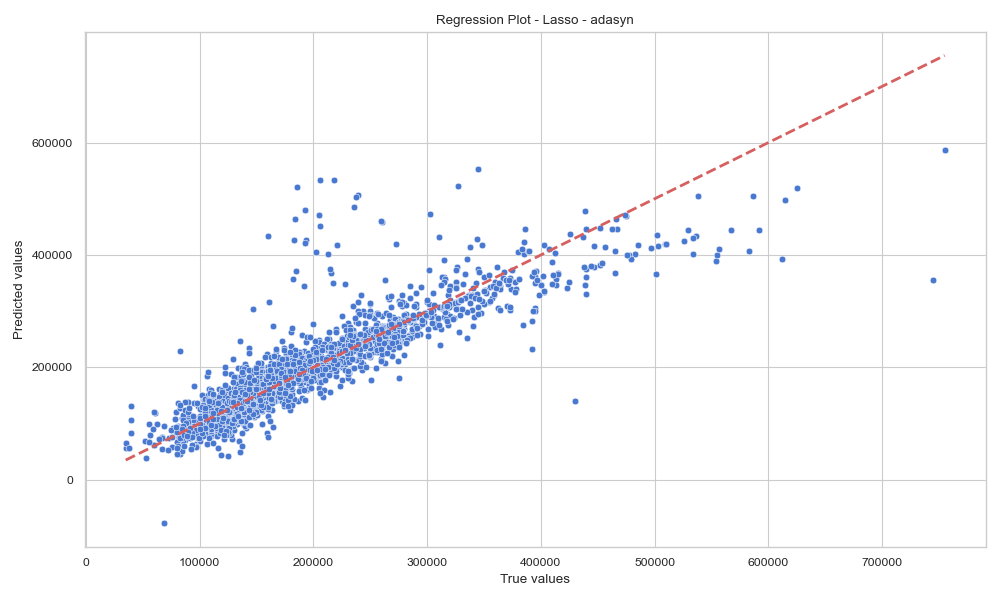 Regression Plot - Lasso - adasyn
Predicted values
600000
400000
200000
0
0 100000 200000 300000 400000 500000 600000 700000
True values